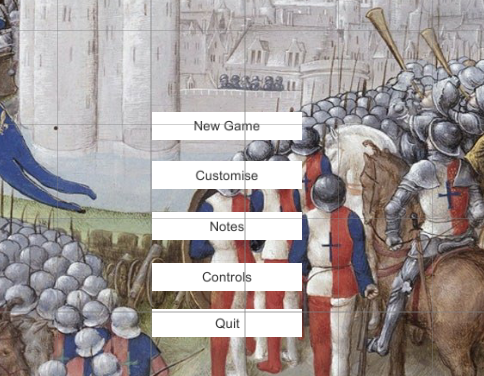 New Game
Customise
Notes
Controls
Quit